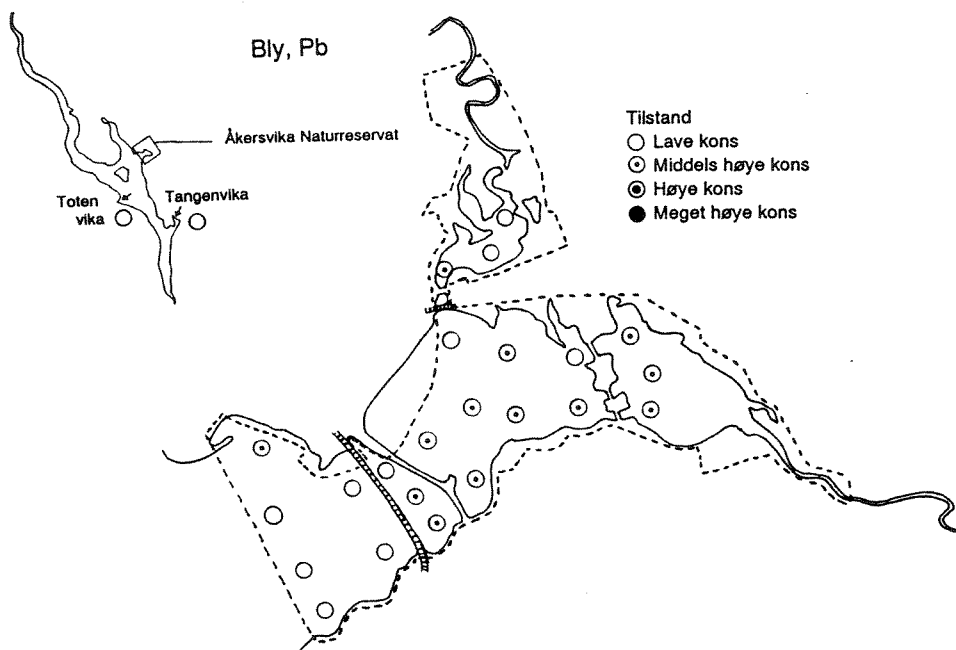 Bly, Pb
Åkersvika Naturreservat
Toten
vika
Tangenvika
Tilstand
Lave kons
Middels høye kons
Høye kons
Meget høye kons